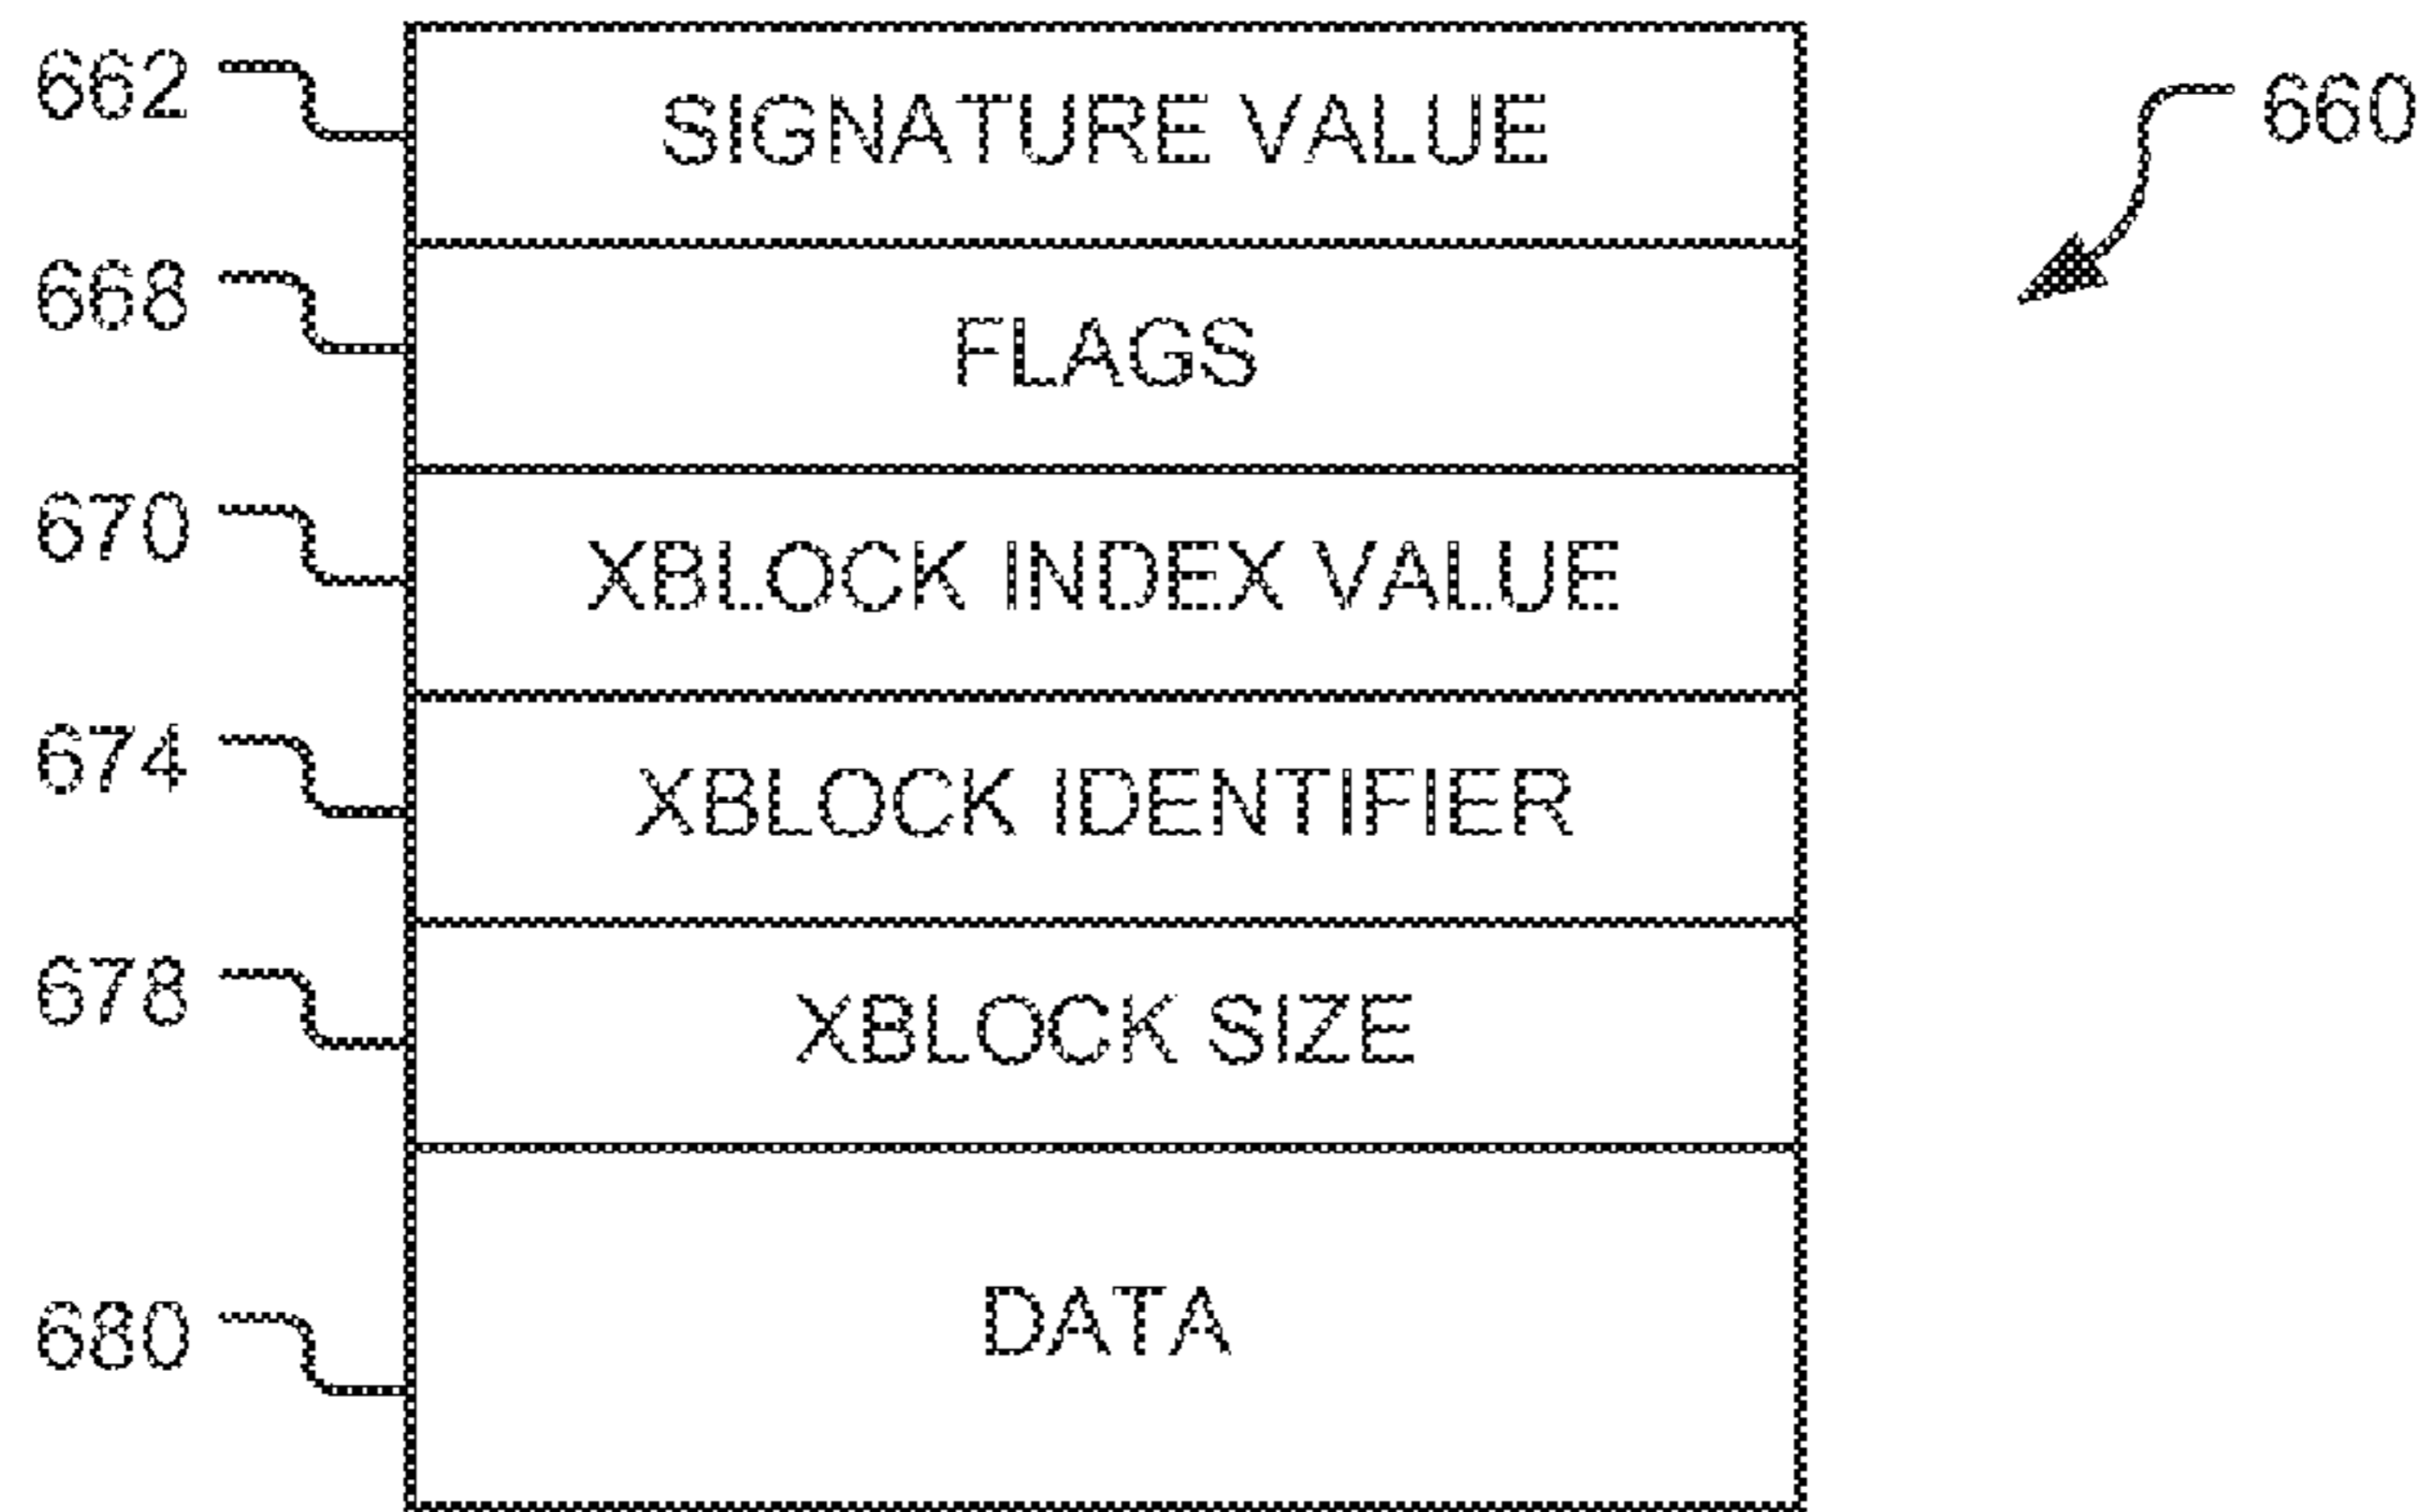 662
SIGNATURE VALUE
660
668
FLAGS
670
XBLOCK INDEX VALUE
674
XBLOCK IDENTIFIER
678
XBLOCK SIZE
680
DATA